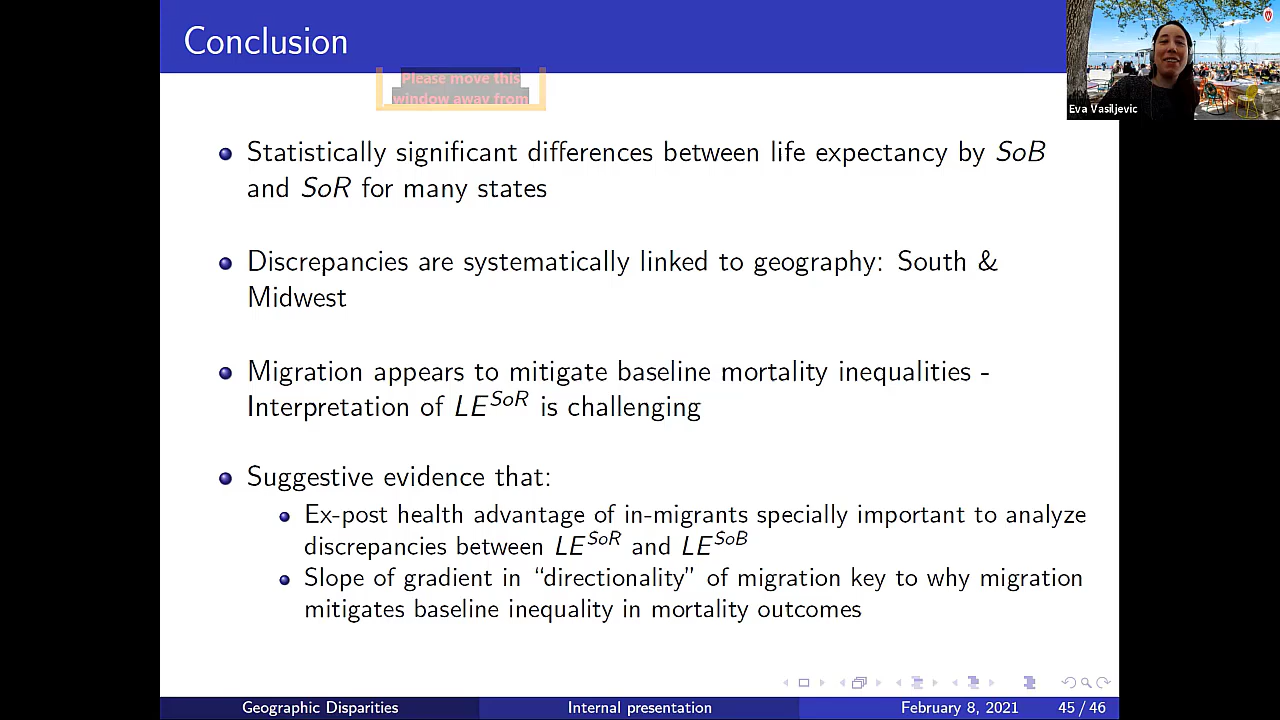 Conclusion
Please move this
window away from
Eva Vasiljevic
Statistically significant differences between life expectancy by SoB
and SoR for many states
Discrepancies are systematically linked to geography: South &
Midwest
Migration appears to mitigate baseline mortality inequalities -
Interpretation of LE^SoR is challenging
Suggestive evidence that:
Ex-post health advantage of in-migrants specially important to analyze
discrepancies between LE^SoR and LE^SoB
Slope of gradient in “directionality” of migration key to why migration
mitigates baseline inequality in mortality outcomes
Geographic Disparities
Internal presentation
February 8, 2021
45 / 46